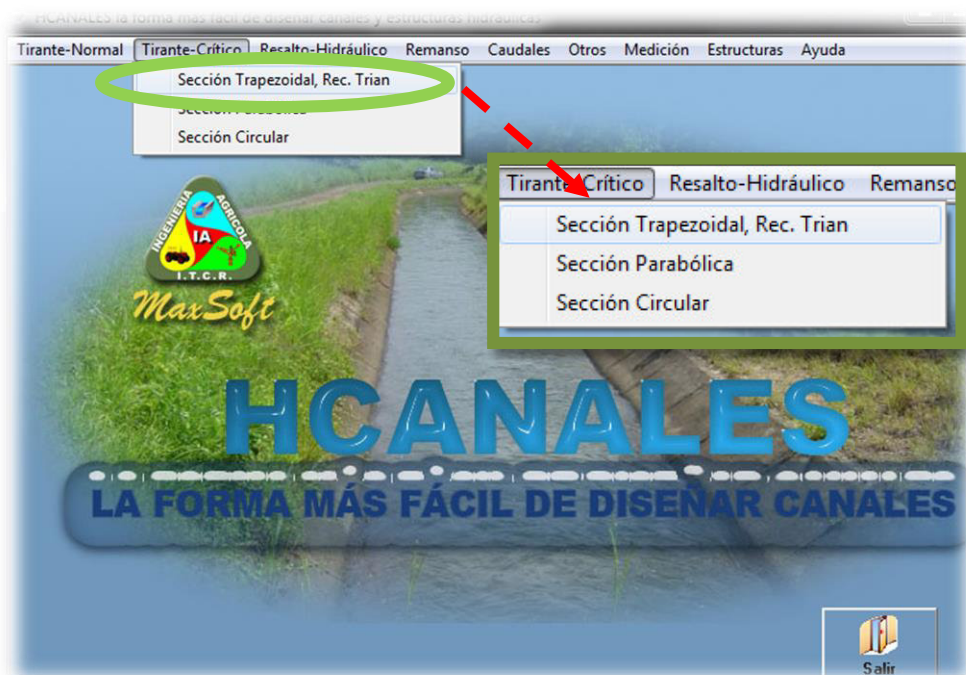 HCANALES la forma más fácil de diseñar canales y estructuras hidráulicas
Tirante-Normal Tirante-Crítico Resalto-Hidráulico Remanso Caudales Otros Medición Estructuras Ayuda
Sección Trapezoidal, Rec. Trian
Sección Parabólica
Sección Circular
Tirante-Crítico Resalto-Hidráulico Remanso
Sección Trapezoidal, Rec. Trian
Sección Parabólica
Sección Circular
INGENIERIA AGRICOLA
IA
I.T.C.R.
MaxSoft
HCANALES
LA FORMA MÁS FÁCIL DE DISEÑAR CANALES
Salir